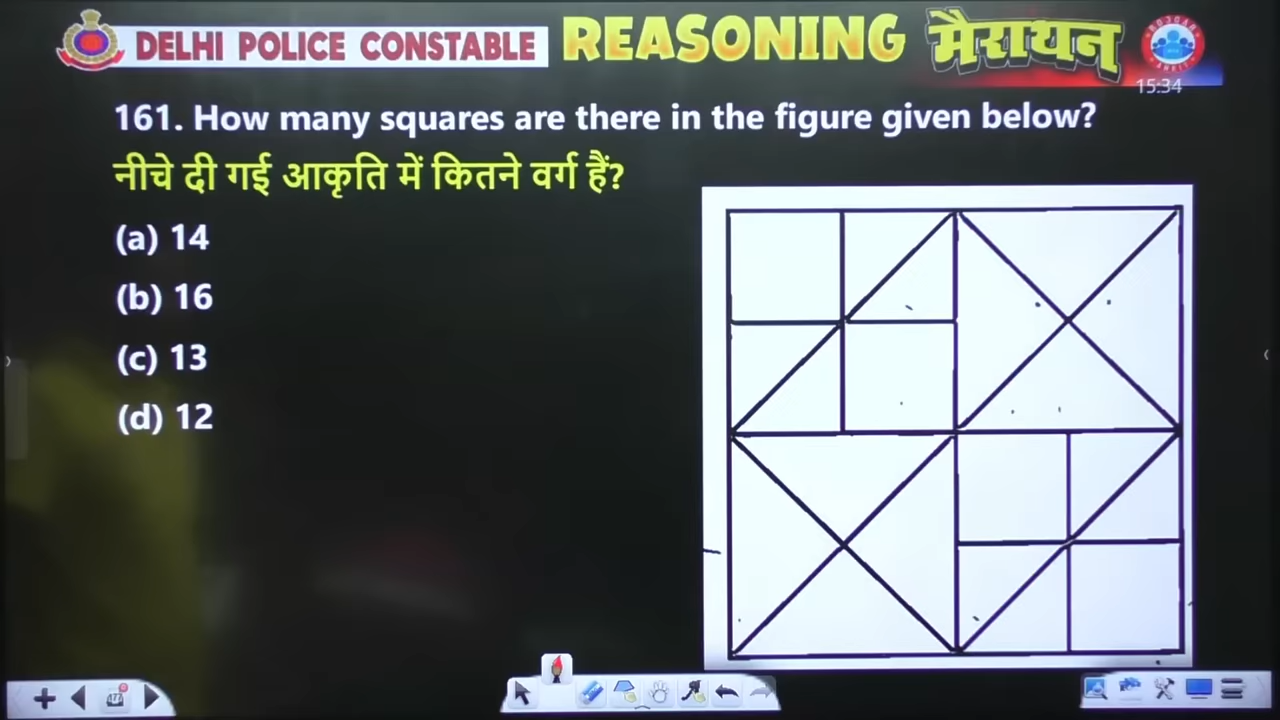 DELHI POLICE CONSTABLE REASONING मैराथन
15:34
161. How many squares are there in the figure given below?
नीचे दी गई आकृति में कितने वर्ग हैं?
(a) 14
(b) 16
(c) 13
(d) 12